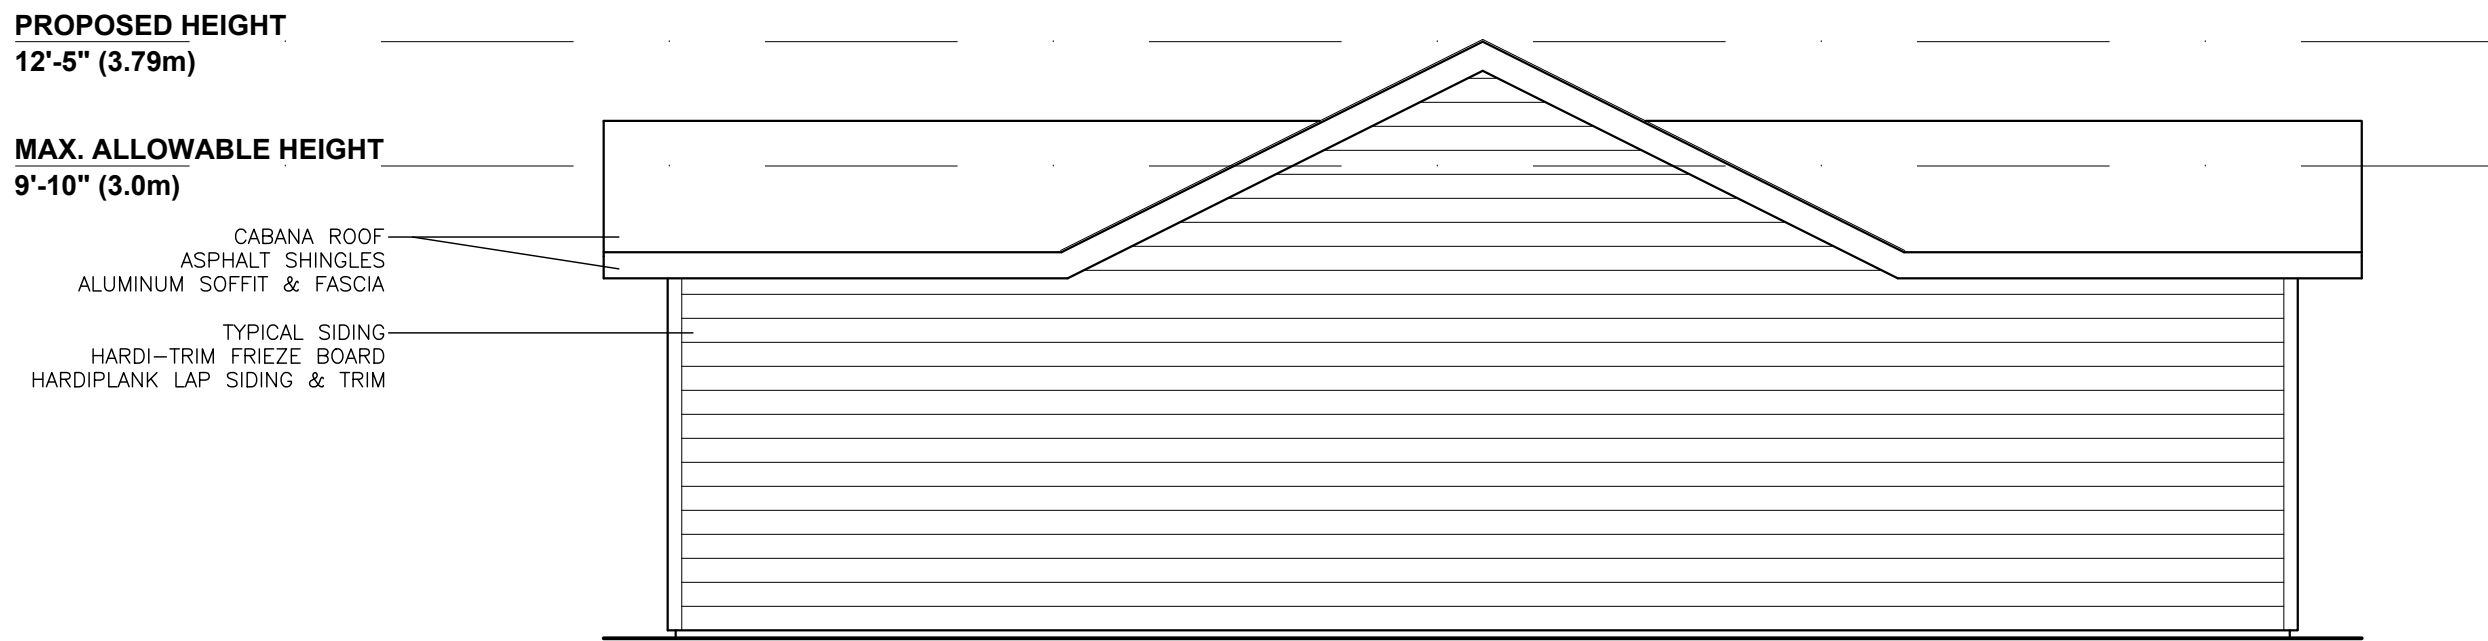 PROPOSED HEIGHT
12'-5" (3.79m)
MAX. ALLOWABLE HEIGHT
9'-10" (3.0m)
CABANA ROOF
ASPHALT SHINGLES
ALUMINUM SOFFIT & FASCIA
TYPICAL SIDING
HARDI-TRIM FRIEZE BOARD
HARDIPLANK LAP SIDING & TRIM